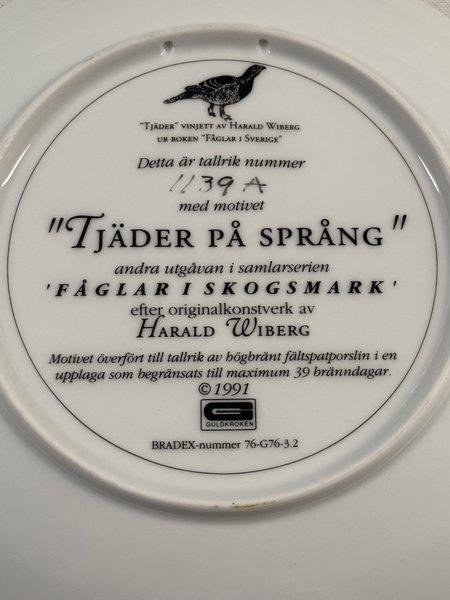 "TJÄDER" VINJETT AV HARALD WIBERG
UR BOKEN "FÅGLAR I SVERIGE"
Detta är tallrik nummer
1139 A
med motivet
"TJÄDER PÅ SPRÅNG"
andra utgåvan i samlarserien
'FÅGLAR I SKOGSMARK'
efter originalkonstverk av
HARALD WIBERG
Motivet överfört till tallrik av högbränt fältspatporslin i en
upplaga som begränsats till maximum 39 bränndagar.
©1991
G
GULDKROKEN
BRADEX-nummer 76-G76-3.2